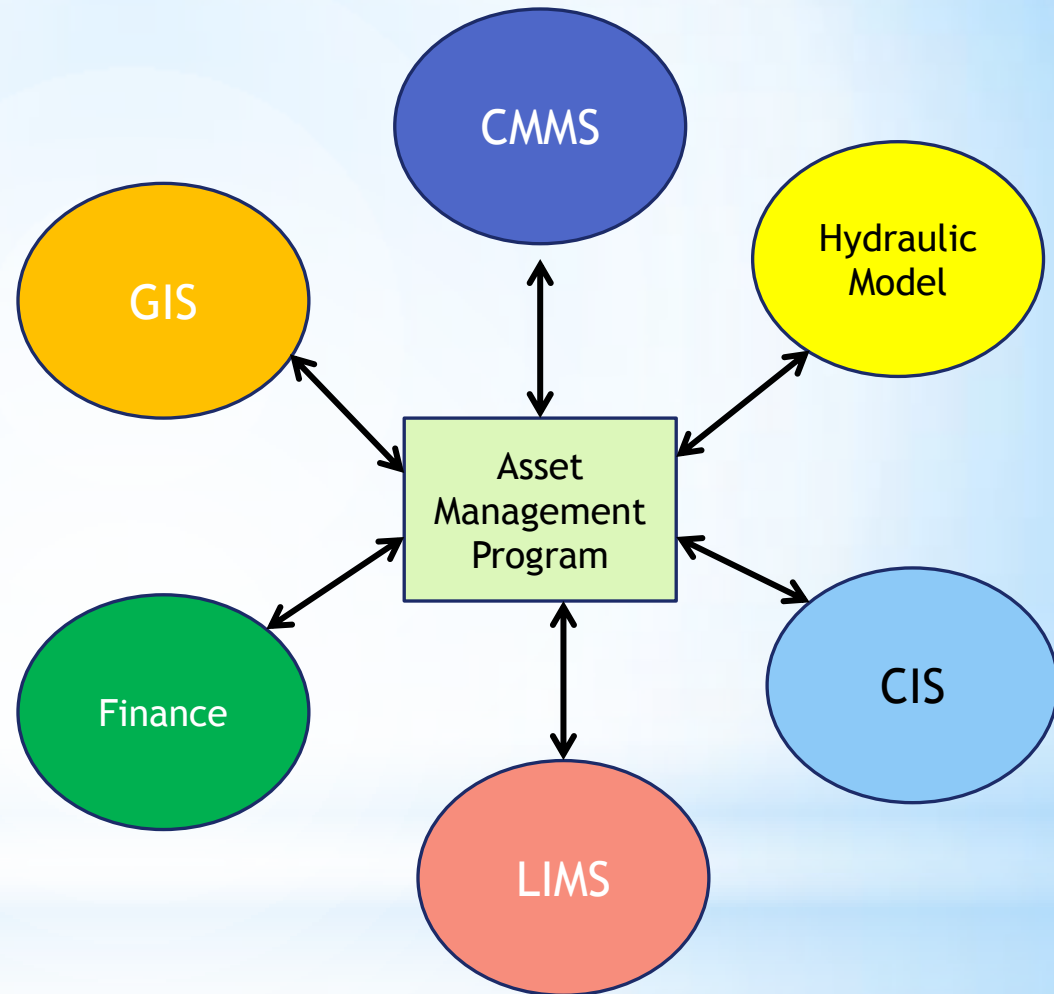 CMMS
Hydraulic
Model
GIS
Asset
Management
Program
Finance
CIS
LIMS